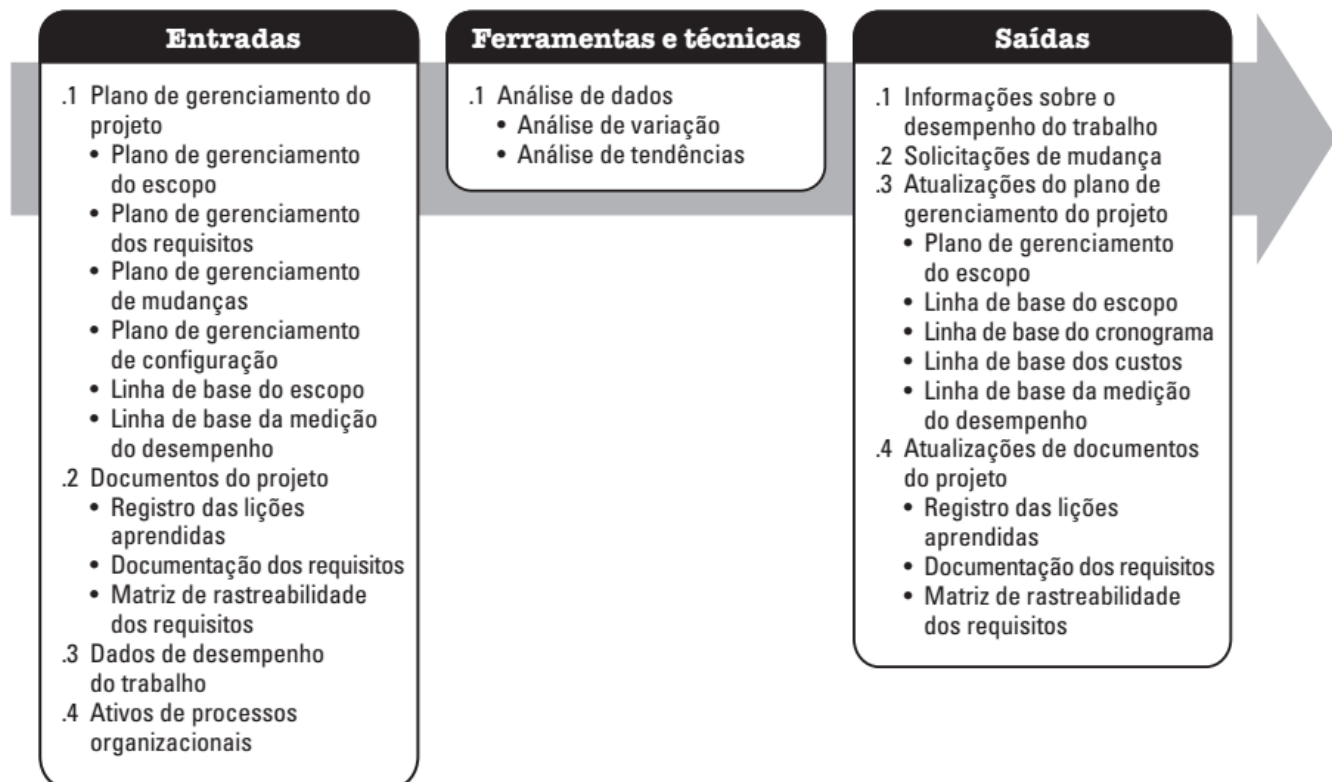 Entradas
.1 Plano de gerenciamento do
projeto
• Plano de gerenciamento
do escopo
• Plano de gerenciamento
dos requisitos
• Plano de gerenciamento
de mudanças
• Plano de gerenciamento
de configuração
• Linha de base do escopo
• Linha de base da medição
do desempenho
.2 Documentos do projeto
• Registro das lições
aprendidas
• Documentação dos requisitos
• Matriz de rastreabilidade
dos requisitos
.3 Dados de desempenho
do trabalho
.4 Ativos de processos
organizacionais
Ferramentas e técnicas
.1 Análise de dados
• Análise de variação
• Análise de tendências
Saídas
.1 Informações sobre o
desempenho do trabalho
.2 Solicitações de mudança
.3 Atualizações do plano de
gerenciamento do projeto
• Plano de gerenciamento
do escopo
• Linha de base do escopo
• Linha de base do cronograma
• Linha de base dos custos
• Linha de base da medição
do desempenho
.4 Atualizações de documentos
do projeto
• Registro das lições
aprendidas
• Documentação dos requisitos
• Matriz de rastreabilidade
dos requisitos